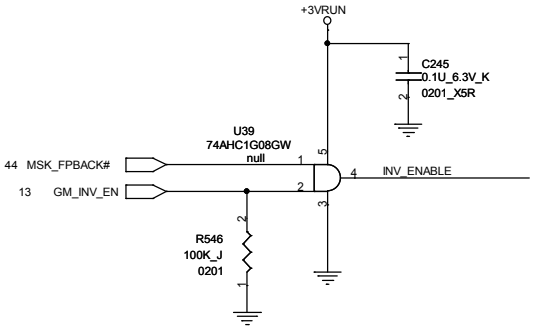 +3VRUN
1
C245
0.1U_6.3V_K
2
0201_X5R
U39
74AHC1G08GW
null
5
44 MSK_FPBACK#
1
4
INV_ENABLE
13 GM_INV_EN
2
3
2
R546
100K_J
0201
1